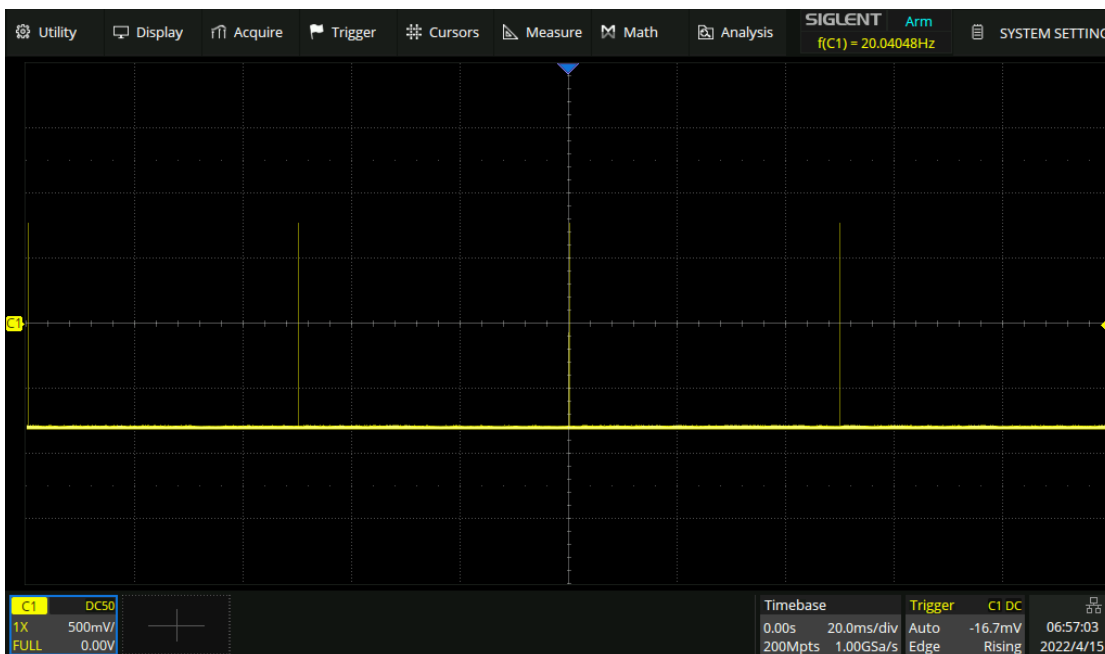 Utility Display Acquire Trigger Cursors Measure Math Analysis SIGLENT Arm SYSTEM SETTING
f(C1) = 20.04048Hz
C1
C1 DC50
1X 500mV/
FULL 0.00V
Timebase
0.00s 20.0ms/div
200Mpts 1.00GSa/s
Trigger C1 DC
Auto -16.7mV
Edge Rising
06:57:03
2022/4/15